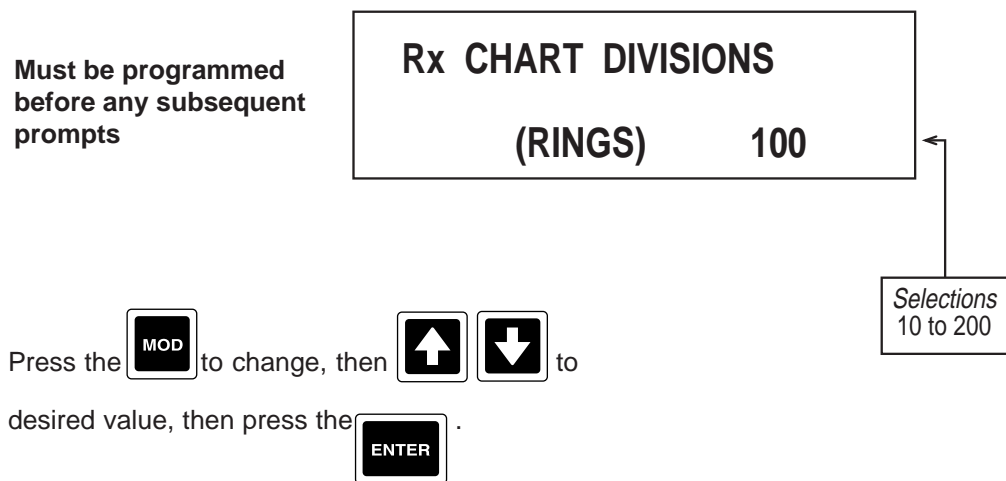 Must be programmed
before any subsequent
prompts
Rx CHART DIVISIONS
(RINGS) 100
Selections
10 to 200
Press the MOD to change, then to
desired value, then press the ENTER .